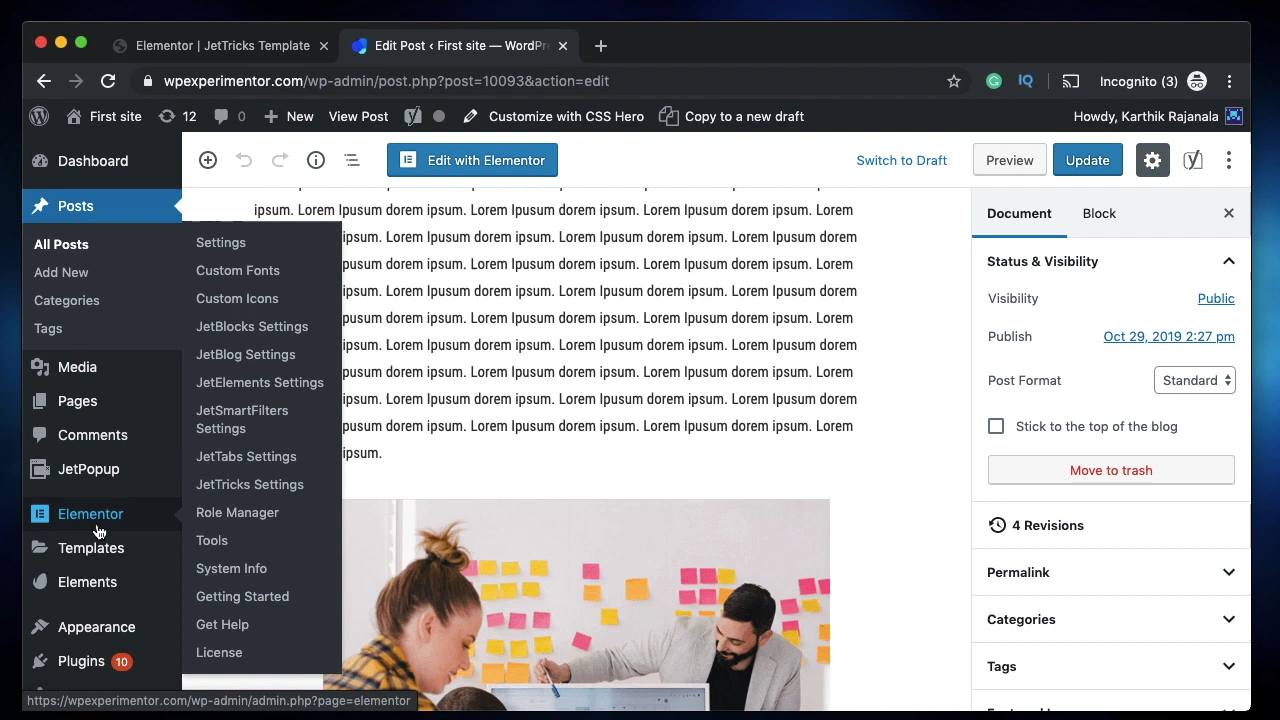 Elementor | JetTricks Template
Edit Post ‹ First site — WordPr
wpexperimentor.com/wp-admin/post.php?post=10093&action=edit
Incognito (3)
First site
12
0
New
View Post
Customize with CSS Hero
Copy to a new draft
Howdy, Karthik Rajanala
Dashboard
Posts
All Posts
Add New
Categories
Tags
Media
Pages
Comments
JetPopup
Elementor
Templates
Elements
Appearance
Plugins 10
Settings
Custom Fonts
Custom Icons
JetBlocks Settings
JetBlog Settings
JetElements Settings
JetSmartFilters
Settings
JetTabs Settings
JetTricks Settings
Role Manager
Tools
System Info
Getting Started
Get Help
License
Edit with Elementor
Switch to Draft
Preview
Update
ipsum. Lorem Ipusum dorem ipsum. Lorem Ipusum dorem ipsum. Lorem Ipusum dorem ipsum. Lorem
ipsum. Lorem Ipusum dorem ipsum. Lorem Ipusum dorem ipsum. Lorem Ipusum dorem
pusum dorem ipsum. Lorem Ipusum dorem ipsum. Lorem Ipusum dorem ipsum. Lorem
ipsum. Lorem Ipusum dorem ipsum. Lorem Ipusum dorem ipsum. Lorem Ipusum dorem
pusum dorem ipsum. Lorem Ipusum dorem ipsum. Lorem Ipusum dorem ipsum. Lorem
ipsum. Lorem Ipusum dorem ipsum. Lorem Ipusum dorem ipsum. Lorem Ipusum dorem
pusum dorem ipsum. Lorem Ipusum dorem ipsum. Lorem Ipusum dorem ipsum. Lorem
ipsum. Lorem Ipusum dorem ipsum. Lorem Ipusum dorem ipsum. Lorem Ipusum dorem
pusum dorem ipsum. Lorem Ipusum dorem ipsum. Lorem Ipusum dorem ipsum. Lorem
ipsum.
Document
Block
Status & Visibility
Visibility
Public
Publish
Oct 29, 2019 2:27 pm
Post Format
Standard
Stick to the top of the blog
Move to trash
4 Revisions
Permalink
Categories
Tags
https://wpexperimentor.com/wp-admin/admin.php?page=elementor